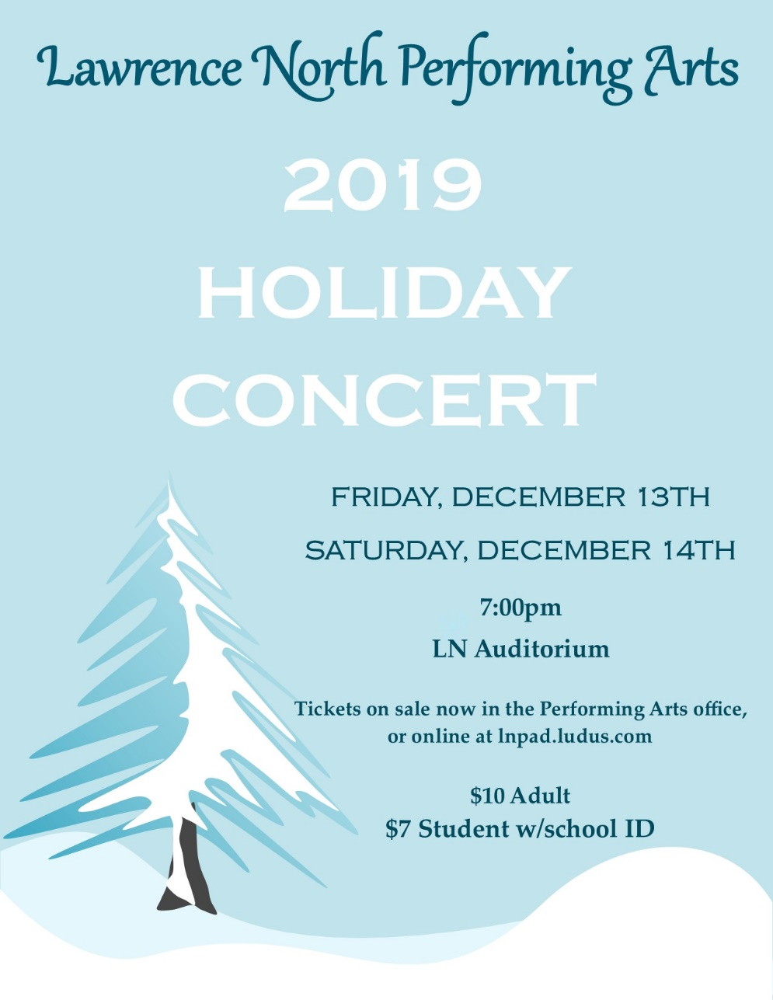 Lawrence North Performing Arts
2019
HOLIDAY
CONCERT
FRIDAY, DECEMBER 13TH
SATURDAY, DECEMBER 14TH
7:00pm
LN Auditorium
Tickets on sale now in the Performing Arts office,
or online at lnpad.ludus.com
$10 Adult
$7 Student w/school ID